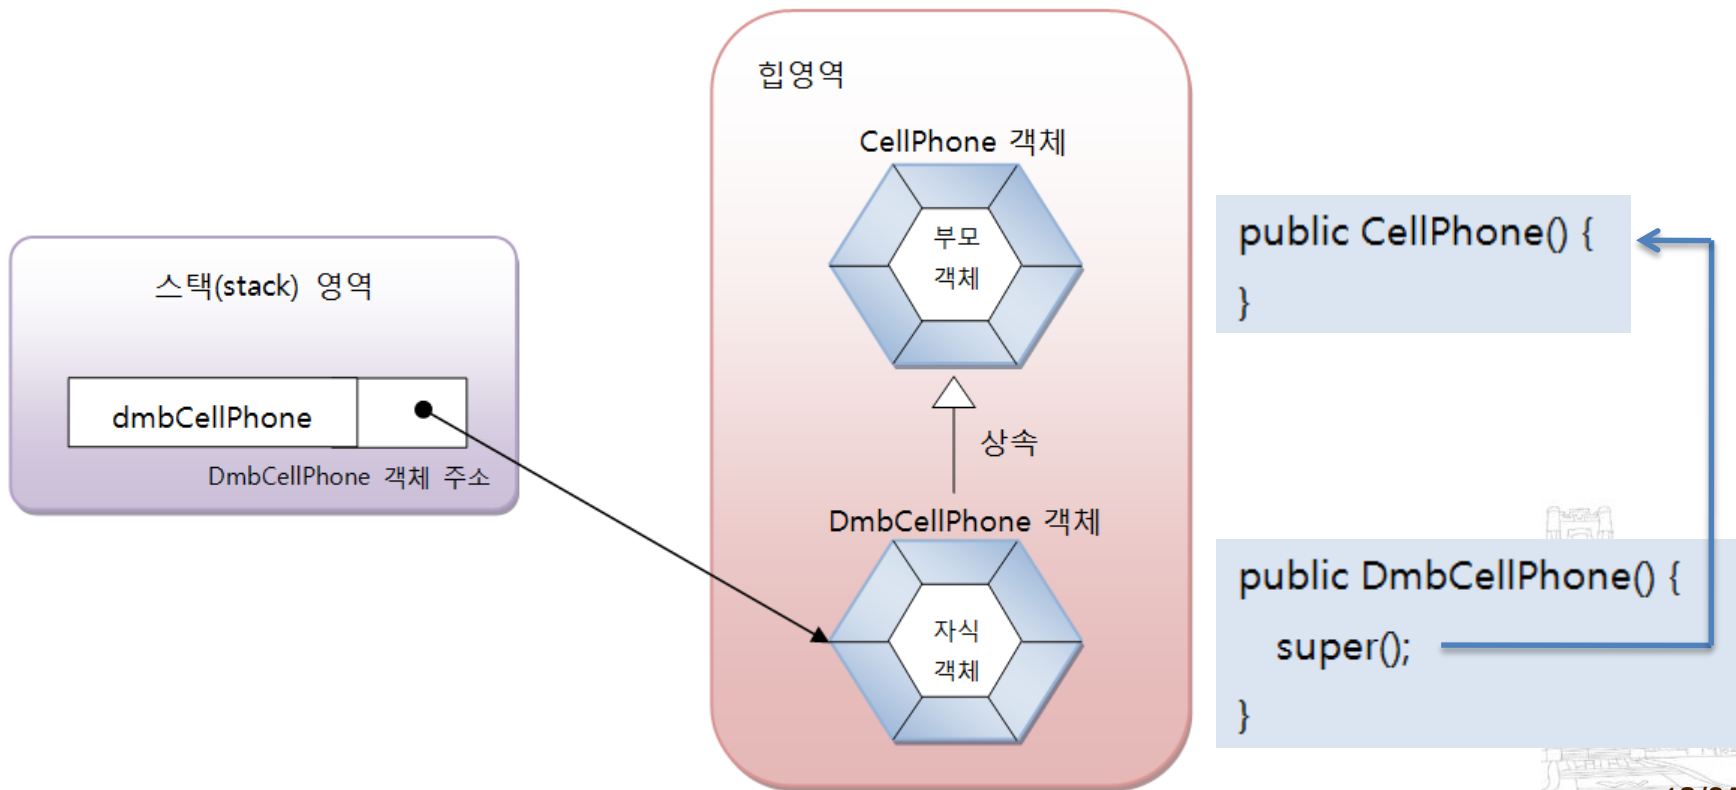 힙영역
CellPhone 객체
부모
객체
public CellPhone() {
}
스택(stack) 영역
dmbCellPhone
DmbCellPhone 객체 주소
상속
DmbCellPhone 객체
자식
객체
public DmbCellPhone() {
super();
}